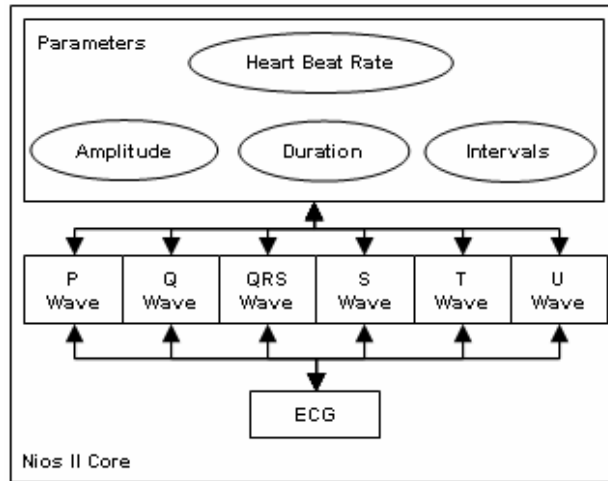 Parameters
Heart Beat Rate
Amplitude
Duration
Intervals
P
Wave
Q
Wave
QRS
Wave
S
Wave
T
Wave
U
Wave
ECG
Nios II Core